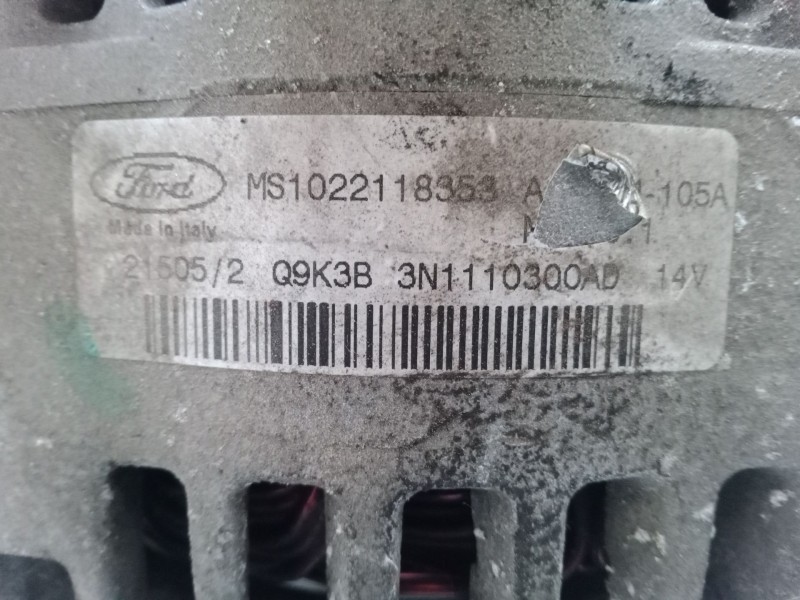 Ford MS1022118353 105A
Made in Italy
21505/2 Q9K3B 3N1110300AD 14V